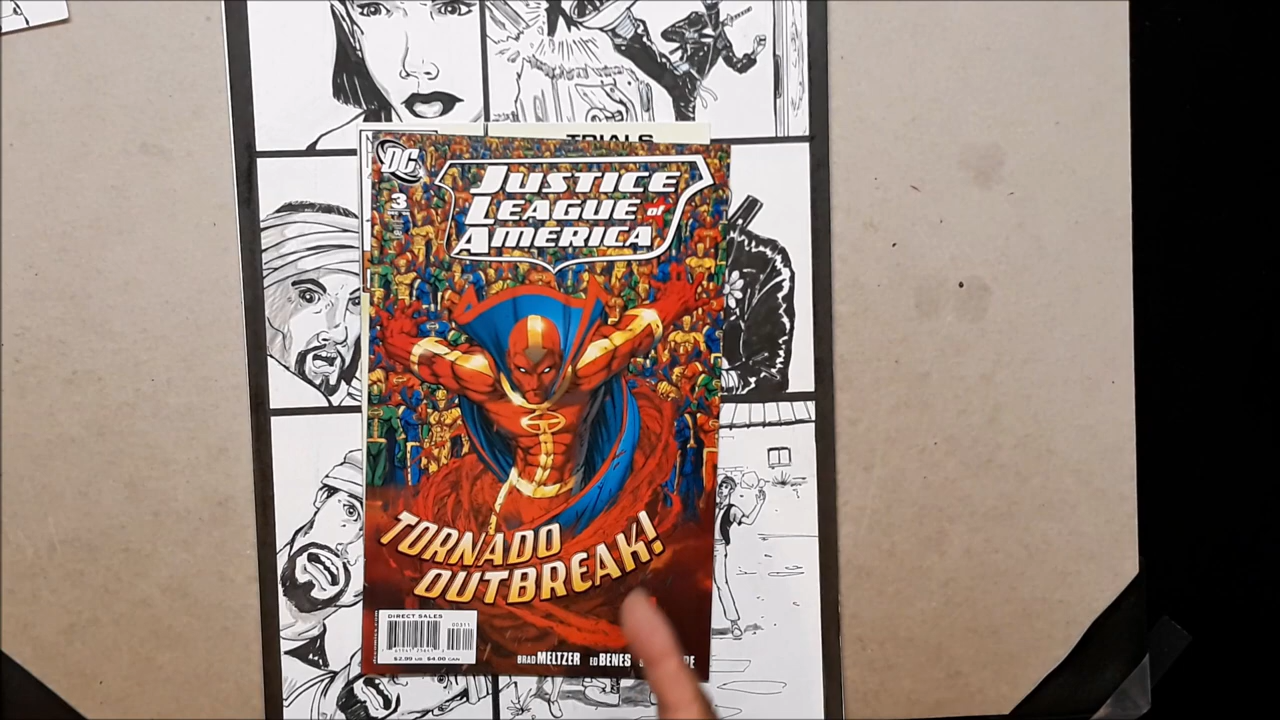 TRIALS
DC
JUSTICE
LEAGUE of
AMERICA
3
TORNADO
OUTBREAK!
DIRECT SALES
00311
$2.99 US $4.00 CAN
BRAD MELTZER ED BENES